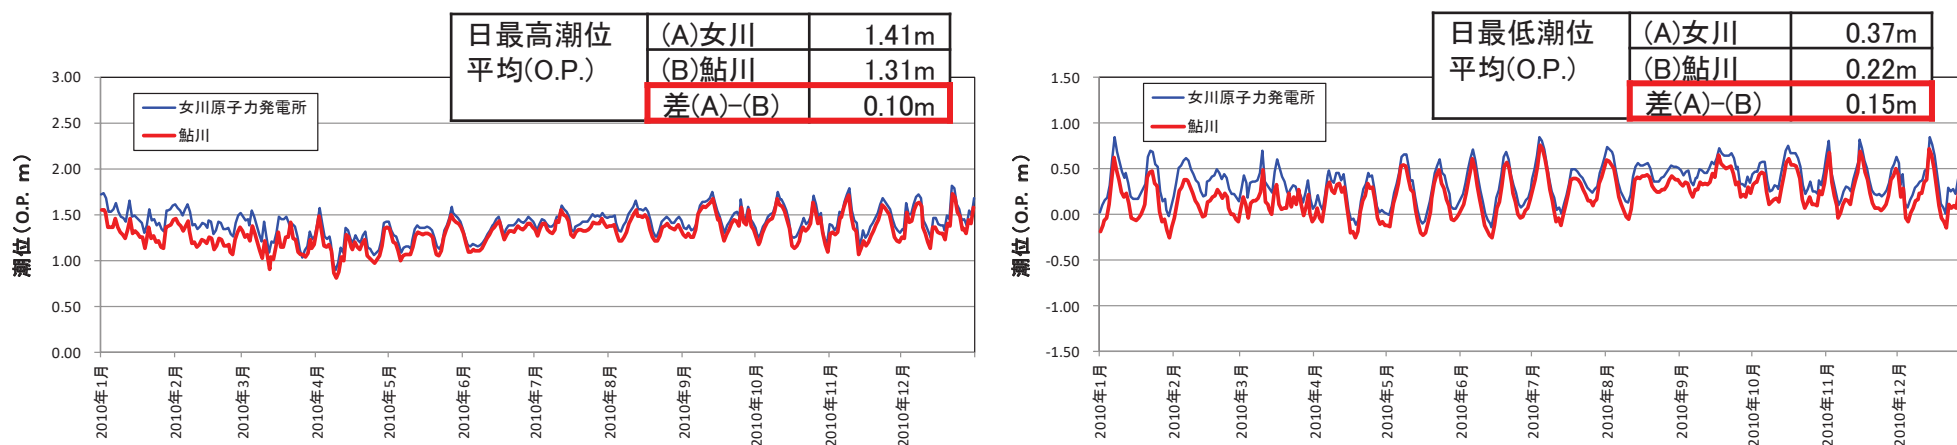 日最高潮位 (A)女川 1.41m
平均(O.P.) (B)鮎川 1.31m
差(A)−(B) 0.10m
3.00
2.50
2.00
1.50
1.00
0.50
0.00
潮位(O.P. m)
女川原子力発電所
鮎川
2010年1月
2010年2月
2010年3月
2010年4月
2010年5月
2010年6月
2010年7月
2010年8月
2010年9月
2010年10月
2010年11月
2010年12月
日最低潮位 (A)女川 0.37m
平均(O.P.) (B)鮎川 0.22m
差(A)−(B) 0.15m
1.50
1.00
0.50
0.00
-0.50
-1.00
-1.50
潮位(O.P. m)
女川原子力発電所
鮎川
2010年1月
2010年2月
2010年3月
2010年4月
2010年5月
2010年6月
2010年7月
2010年8月
2010年9月
2010年10月
2010年11月
2010年12月